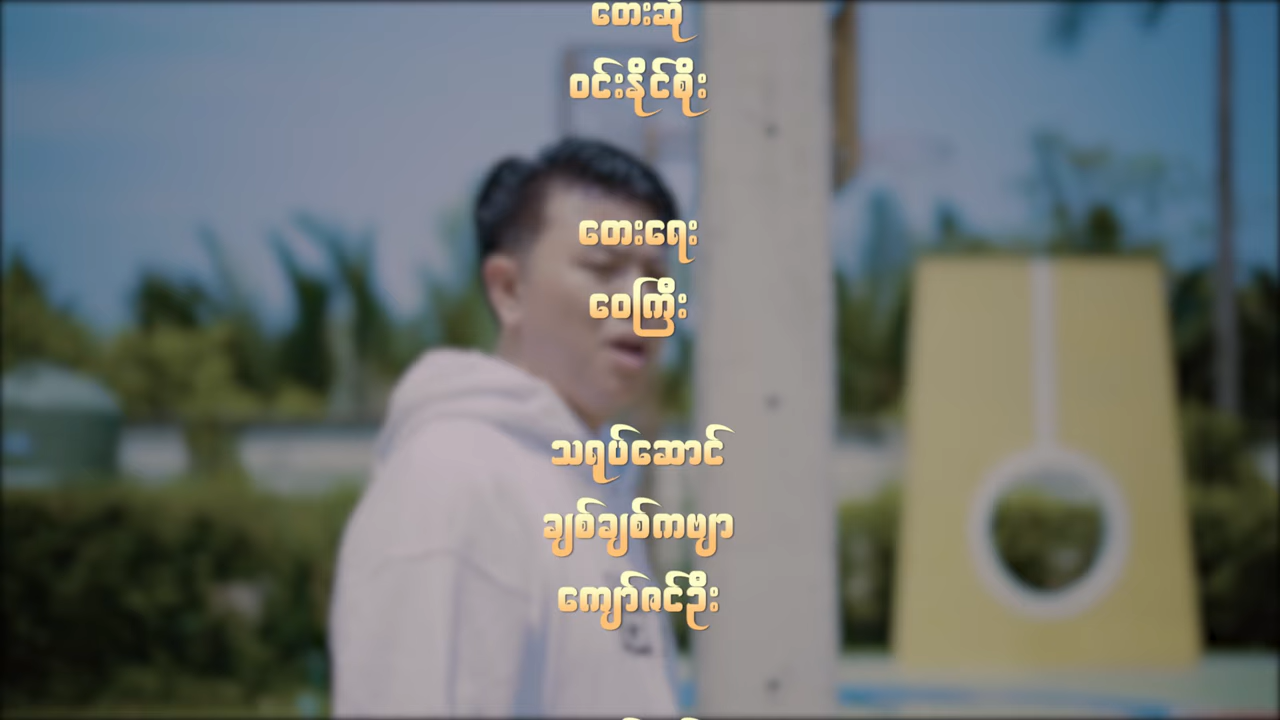 တေးဆို
ဝင်းနိုင်စိုး
တေးရေး
ဝေကြီး
သရုပ်ဆောင်
ချစ်ချစ်ကဗျာ
ကျော်ဇင်ဦး